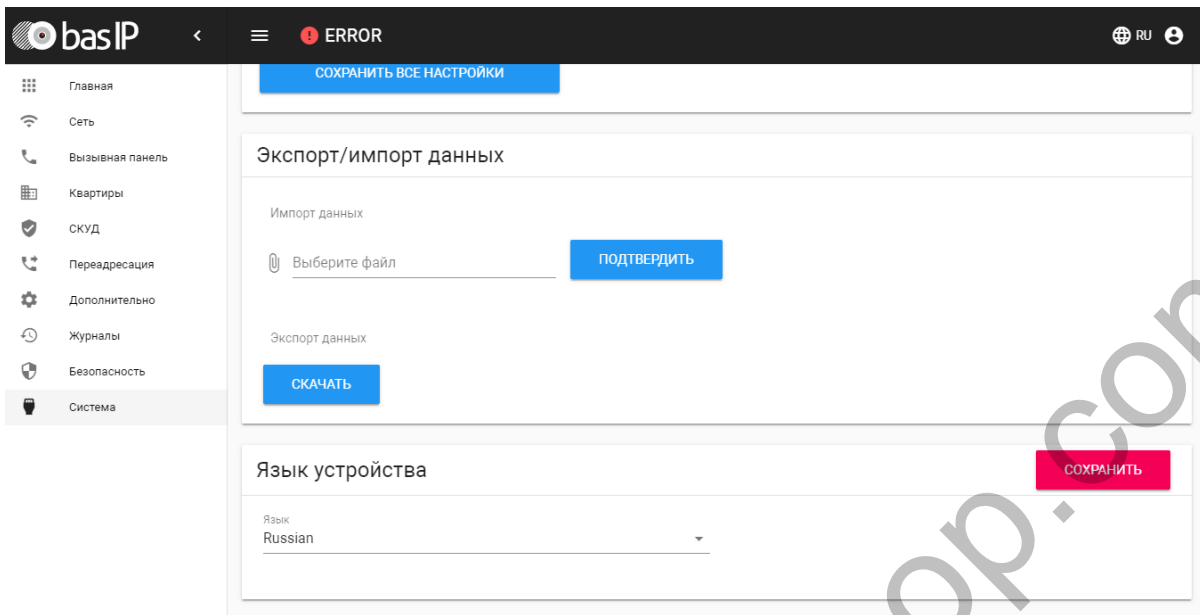 bas IP
ERROR
RU
Главная
Сеть
Вызывная панель
Квартиры
СКУД
Переадресация
Дополнительно
Журналы
Безопасность
Система
СОХРАНИТЬ ВСЕ НАСТРОЙКИ
Экспорт/импорт данных
Импорт данных
Выберите файл
ПОДТВЕРДИТЬ
Экспорт данных
СКАЧАТЬ
Язык устройства
СОХРАНИТЬ
Язык
Russian